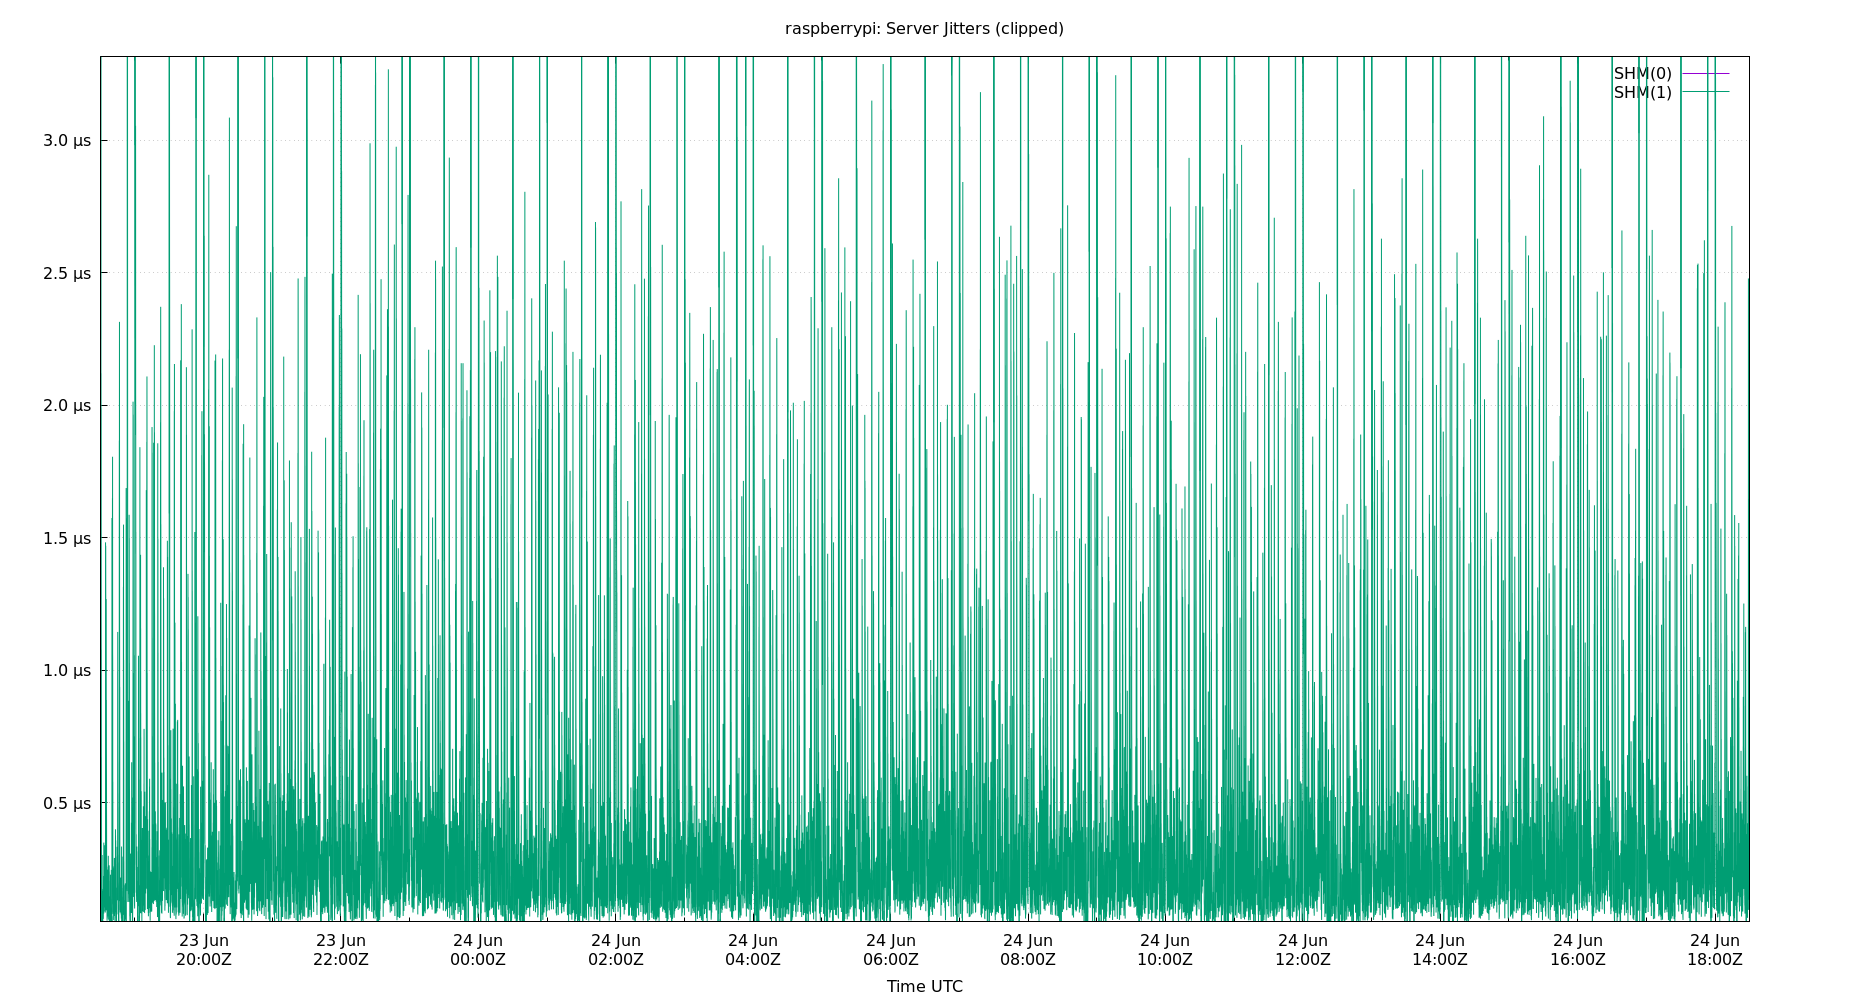 raspberrypi: Server Jitters (clipped)
SHM(0)
SHM(1)
3.0 µs
2.5 µs
2.0 µs
1.5 µs
1.0 µs
0.5 µs
23 Jun 23 Jun 24 Jun 24 Jun 24 Jun 24 Jun 24 Jun 24 Jun 24 Jun 24 Jun 24 Jun 24 Jun
20:00Z 22:00Z 00:00Z 02:00Z 04:00Z 06:00Z 08:00Z 10:00Z 12:00Z 14:00Z 16:00Z 18:00Z
Time UTC